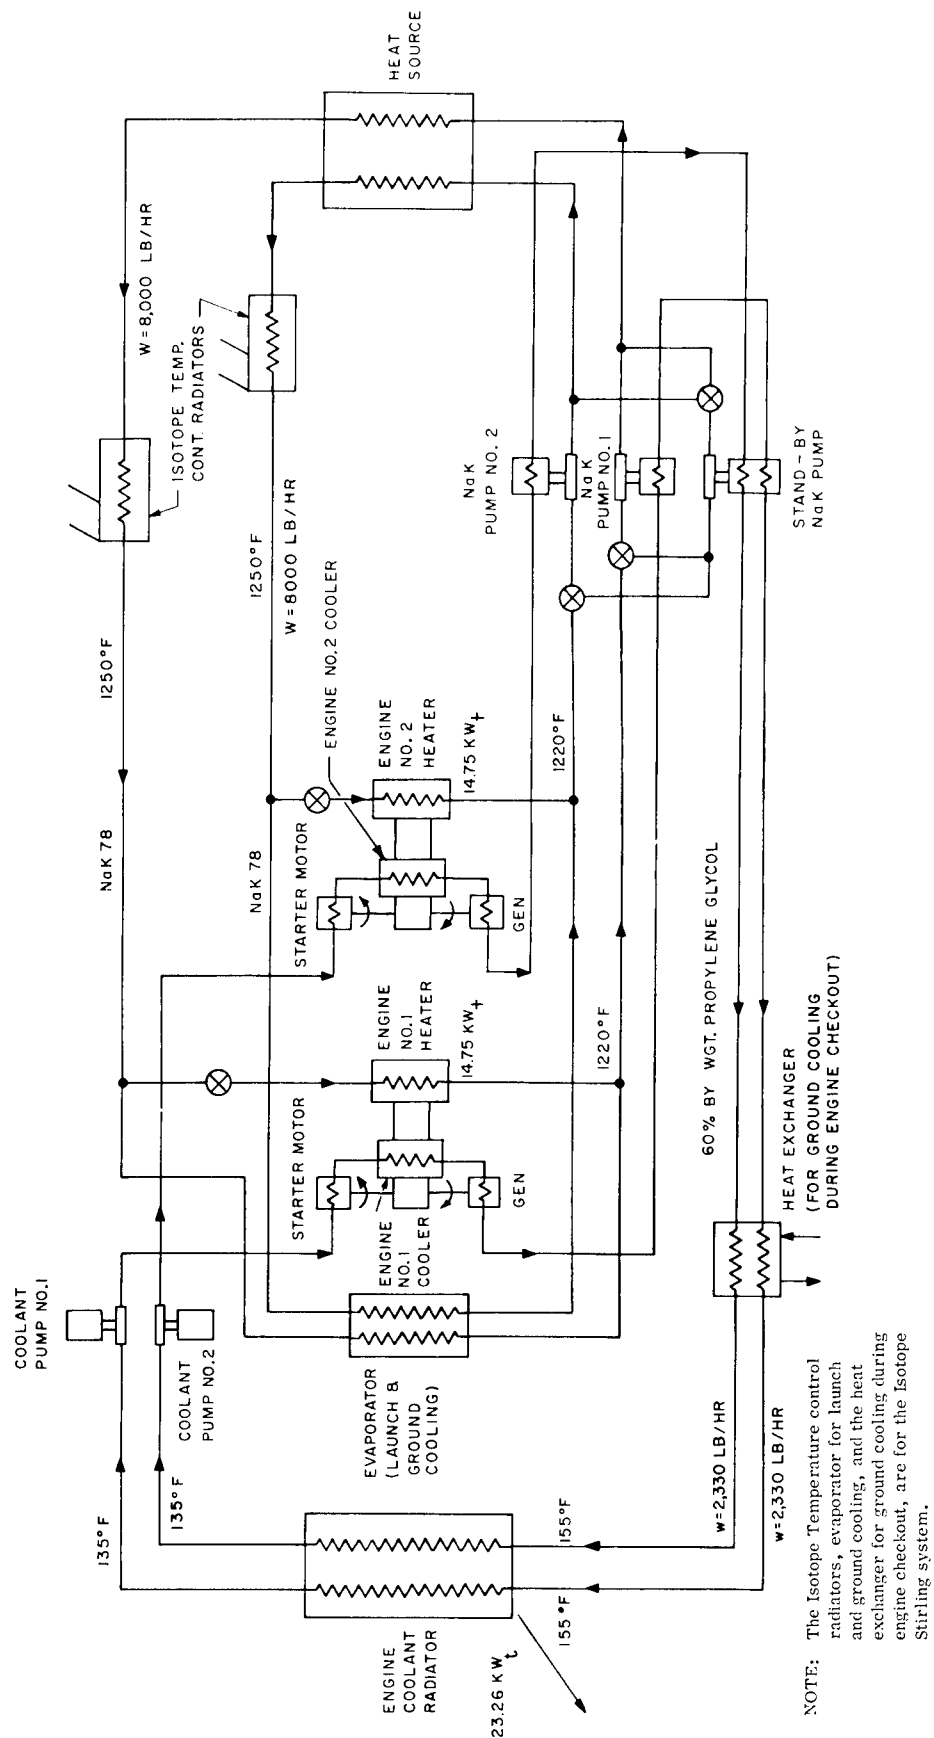 COOLANT
PUMP NO.1
COOLANT
PUMP NO.2
135°F
135°F
ENGINE
COOLANT
RADIATOR
23.26 KWt
155°F
155°F
w=2,330 LB/HR
w=2,330 LB/HR
EVAPORATOR
(LAUNCH &
GROUND
COOLING)
ENGINE
NO.1
COOLER
STARTER MOTOR
GEN
ENGINE
NO.1
HEATER
14.75 KWt
1220°F
STARTER MOTOR
GEN
ENGINE
NO. 2
HEATER
14.75 KWt
1220°F
ENGINE NO.2 COOLER
NaK 78
NaK 78
1250°F
1250°F
W=8000 LB/HR
W=8,000 LB/HR
ISOTOPE TEMP.
CONT. RADIATORS
HEAT
SOURCE
NaK
PUMP NO. 2
NaK
PUMP NO. 1
STAND-BY
NaK PUMP
60% BY WGT. PROPYLENE GLYCOL
HEAT EXCHANGER
(FOR GROUND COOLING
DURING ENGINE CHECKOUT)
NOTE: The Isotope Temperature control
radiators, evaporator for launch
and ground cooling, and the heat
exchanger for ground cooling during
engine checkout, are for the Isotope
Stirling system.